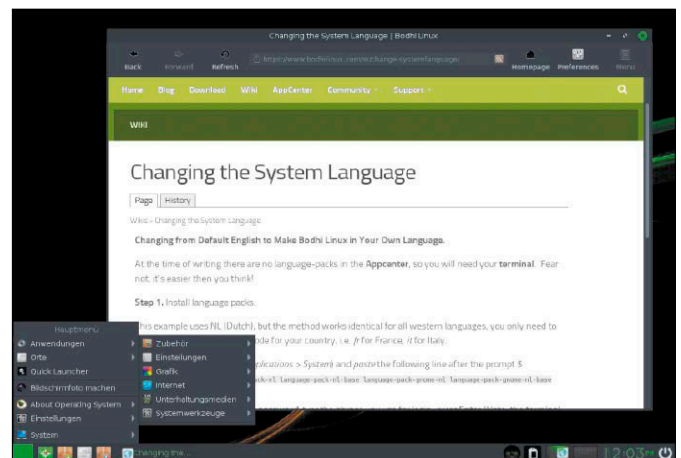 Changing the System Language | Bodhi Linux
Back Forward Refresh Homepage Preferences Menu
Home Blog Download Wiki AppCenter Community Support
WIKI
Changing the System Language
Page History
Wikis » Changing the System Language
Changing from Default English to Make Bodhi Linux in Your Own Language.
At the time of writing there are no language-packs in the Appcenter, so you will need your terminal. Fear
not, it's easier then you think!
Step 1. Install language packs.
his example uses NL (Dutch), but the method works identical for all western languages, you only need to
ode for your country, i.e. fr for France, it for Italy.
plications > System) and paste the following line after the prompt $
language-pack-nl-base language-pack-gnome-nl language-pack-gnome-nl-base
Hauptmenü
Anwendungen
Orte
Quick Launcher
Bildschirmfoto machen
About Operating System
Einstellungen
System
Zubehör
Einstellungen
Grafik
Internet
Unterhaltungsmedien
Systemwerkzeuge
Changing the...
12:03